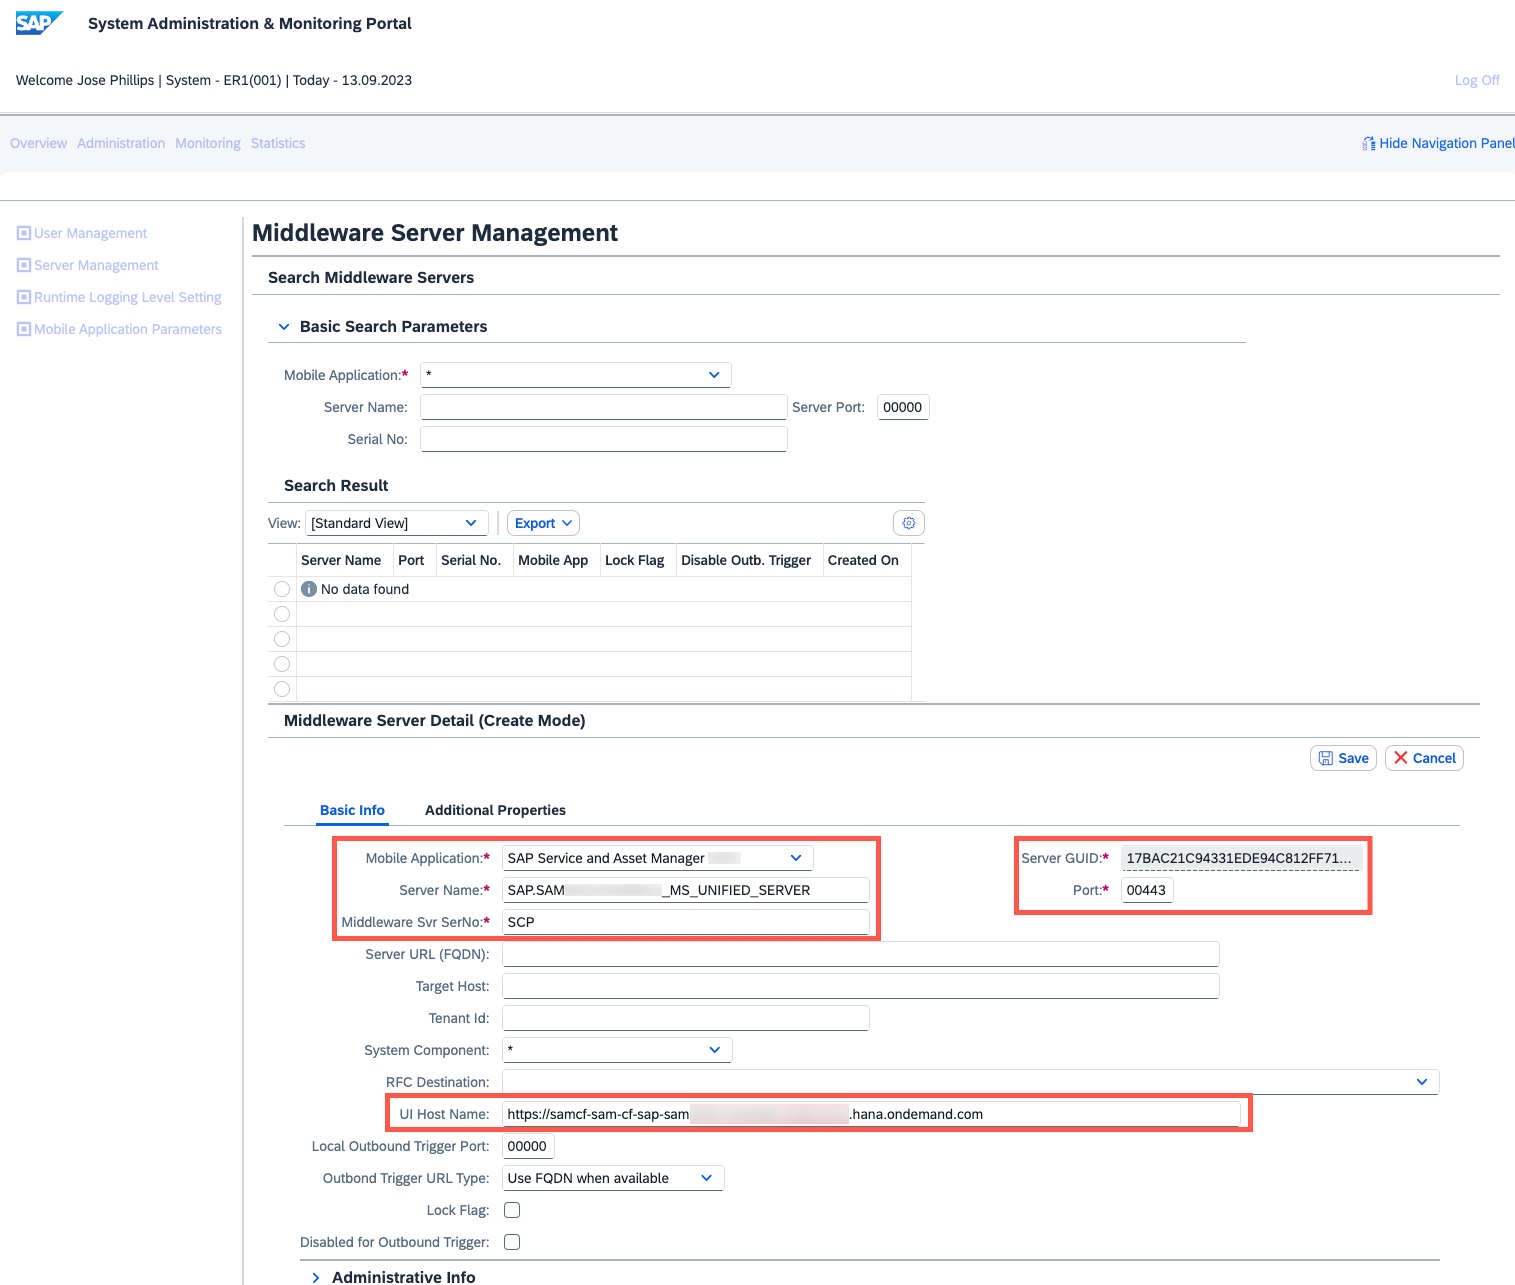 SAP System Administration & Monitoring Portal
Welcome Jose Phillips | System - ER1(001) | Today - 13.09.2023 Log Off
Overview Administration Monitoring Statistics Hide Navigation Panel
User Management
Server Management
Runtime Logging Level Setting
Mobile Application Parameters
Middleware Server Management
Search Middleware Servers
Basic Search Parameters
Mobile Application:* *
Server Name: Server Port: 00000
Serial No:
Search Result
View: [Standard View] Export
Server Name Port Serial No. Mobile App Lock Flag Disable Outb. Trigger Created On
No data found
Middleware Server Detail (Create Mode)
Save Cancel
Basic Info Additional Properties
Mobile Application:* SAP Service and Asset Manager Server GUID:* 17BAC21C94331EDE94C812FF71...
Server Name:* SAP.SAM _MS_UNIFIED_SERVER Port:* 00443
Middleware Svr SerNo:* SCP
Server URL (FQDN):
Target Host:
Tenant Id:
System Component: *
RFC Destination:
UI Host Name: https://samcf-sam-cf-sap-sam .hana.ondemand.com
Local Outbound Trigger Port: 00000
Outbond Trigger URL Type: Use FQDN when available
Lock Flag:
Disabled for Outbound Trigger:
Administrative Info